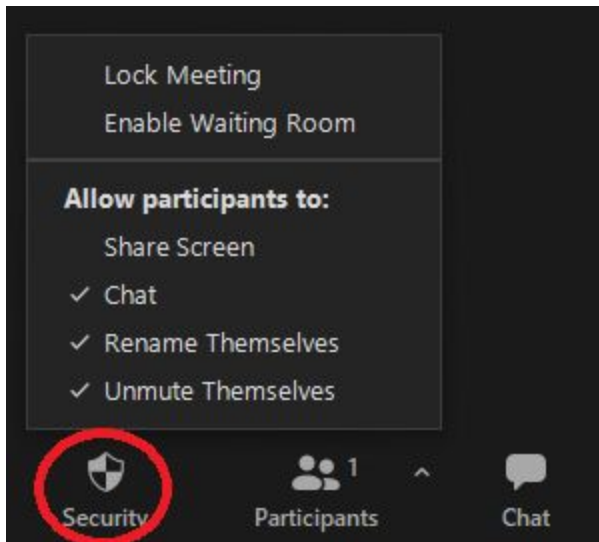 Lock Meeting
Enable Waiting Room
Allow participants to:
Share Screen
✓ Chat
✓ Rename Themselves
✓ Unmute Themselves
Security
1
Participants
Chat